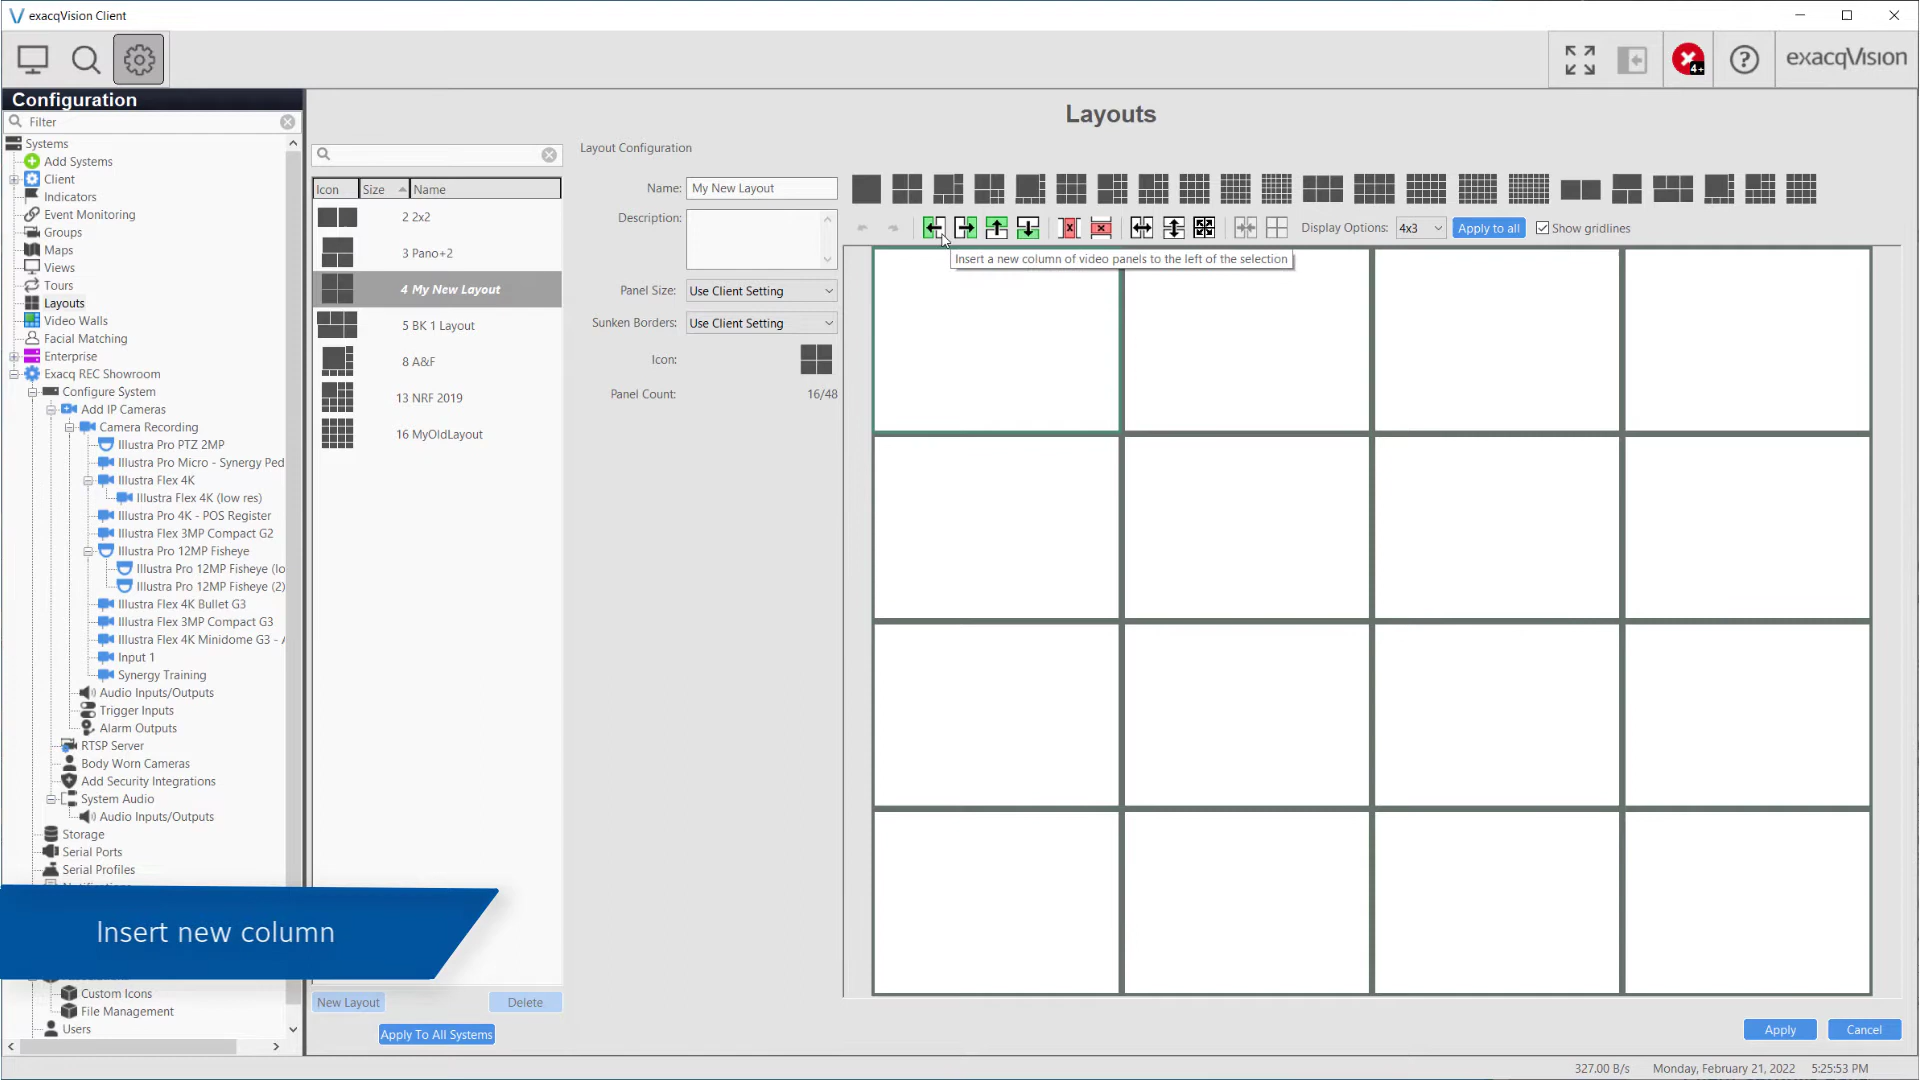 exacqVision Client
exacqVision
4+
Configuration
Filter
Systems
Add Systems
Client
Indicators
Event Monitoring
Groups
Maps
Views
Tours
Layouts
Video Walls
Facial Matching
Enterprise
Exacq REC Showroom
Configure System
Add IP Cameras
Camera Recording
Illustra Pro PTZ 2MP
Illustra Pro Micro - Synergy Ped
Illustra Flex 4K
Illustra Flex 4K (low res)
Illustra Pro 4K - POS Register
Illustra Flex 3MP Compact G2
Illustra Pro 12MP Fisheye
Illustra Pro 12MP Fisheye (lo
Illustra Pro 12MP Fisheye (2)
Illustra Flex 4K Bullet G3
Illustra Flex 3MP Compact G3
Illustra Flex 4K Minidome G3 - A
Input 1
Synergy Training
Audio Inputs/Outputs
Trigger Inputs
Alarm Outputs
RTSP Server
Body Worn Cameras
Add Security Integrations
System Audio
Audio Inputs/Outputs
Storage
Serial Ports
Serial Profiles
Insert new column
Custom Icons
File Management
Users
Layouts
Icon Size Name
2 2x2
3 Pano+2
4 My New Layout
5 BK 1 Layout
8 A&F
13 NRF 2019
16 MyOldLayout
New Layout
Delete
Apply To All Systems
Layout Configuration
Name: My New Layout
Description:
Panel Size: Use Client Setting
Sunken Borders: Use Client Setting
Icon:
Panel Count: 16/48
Display Options: 4x3 Apply to all Show gridlines
Insert a new column of video panels to the left of the selection
Apply
Cancel
327.00 B/s Monday, February 21, 2022 5:25:53 PM